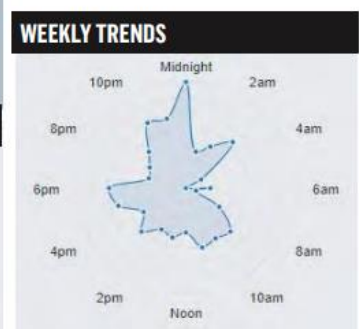 WEEKLY TRENDS
Midnight
10pm
2am
8pm
4am
6pm
6am
4pm
8am
2pm
10am
Noon